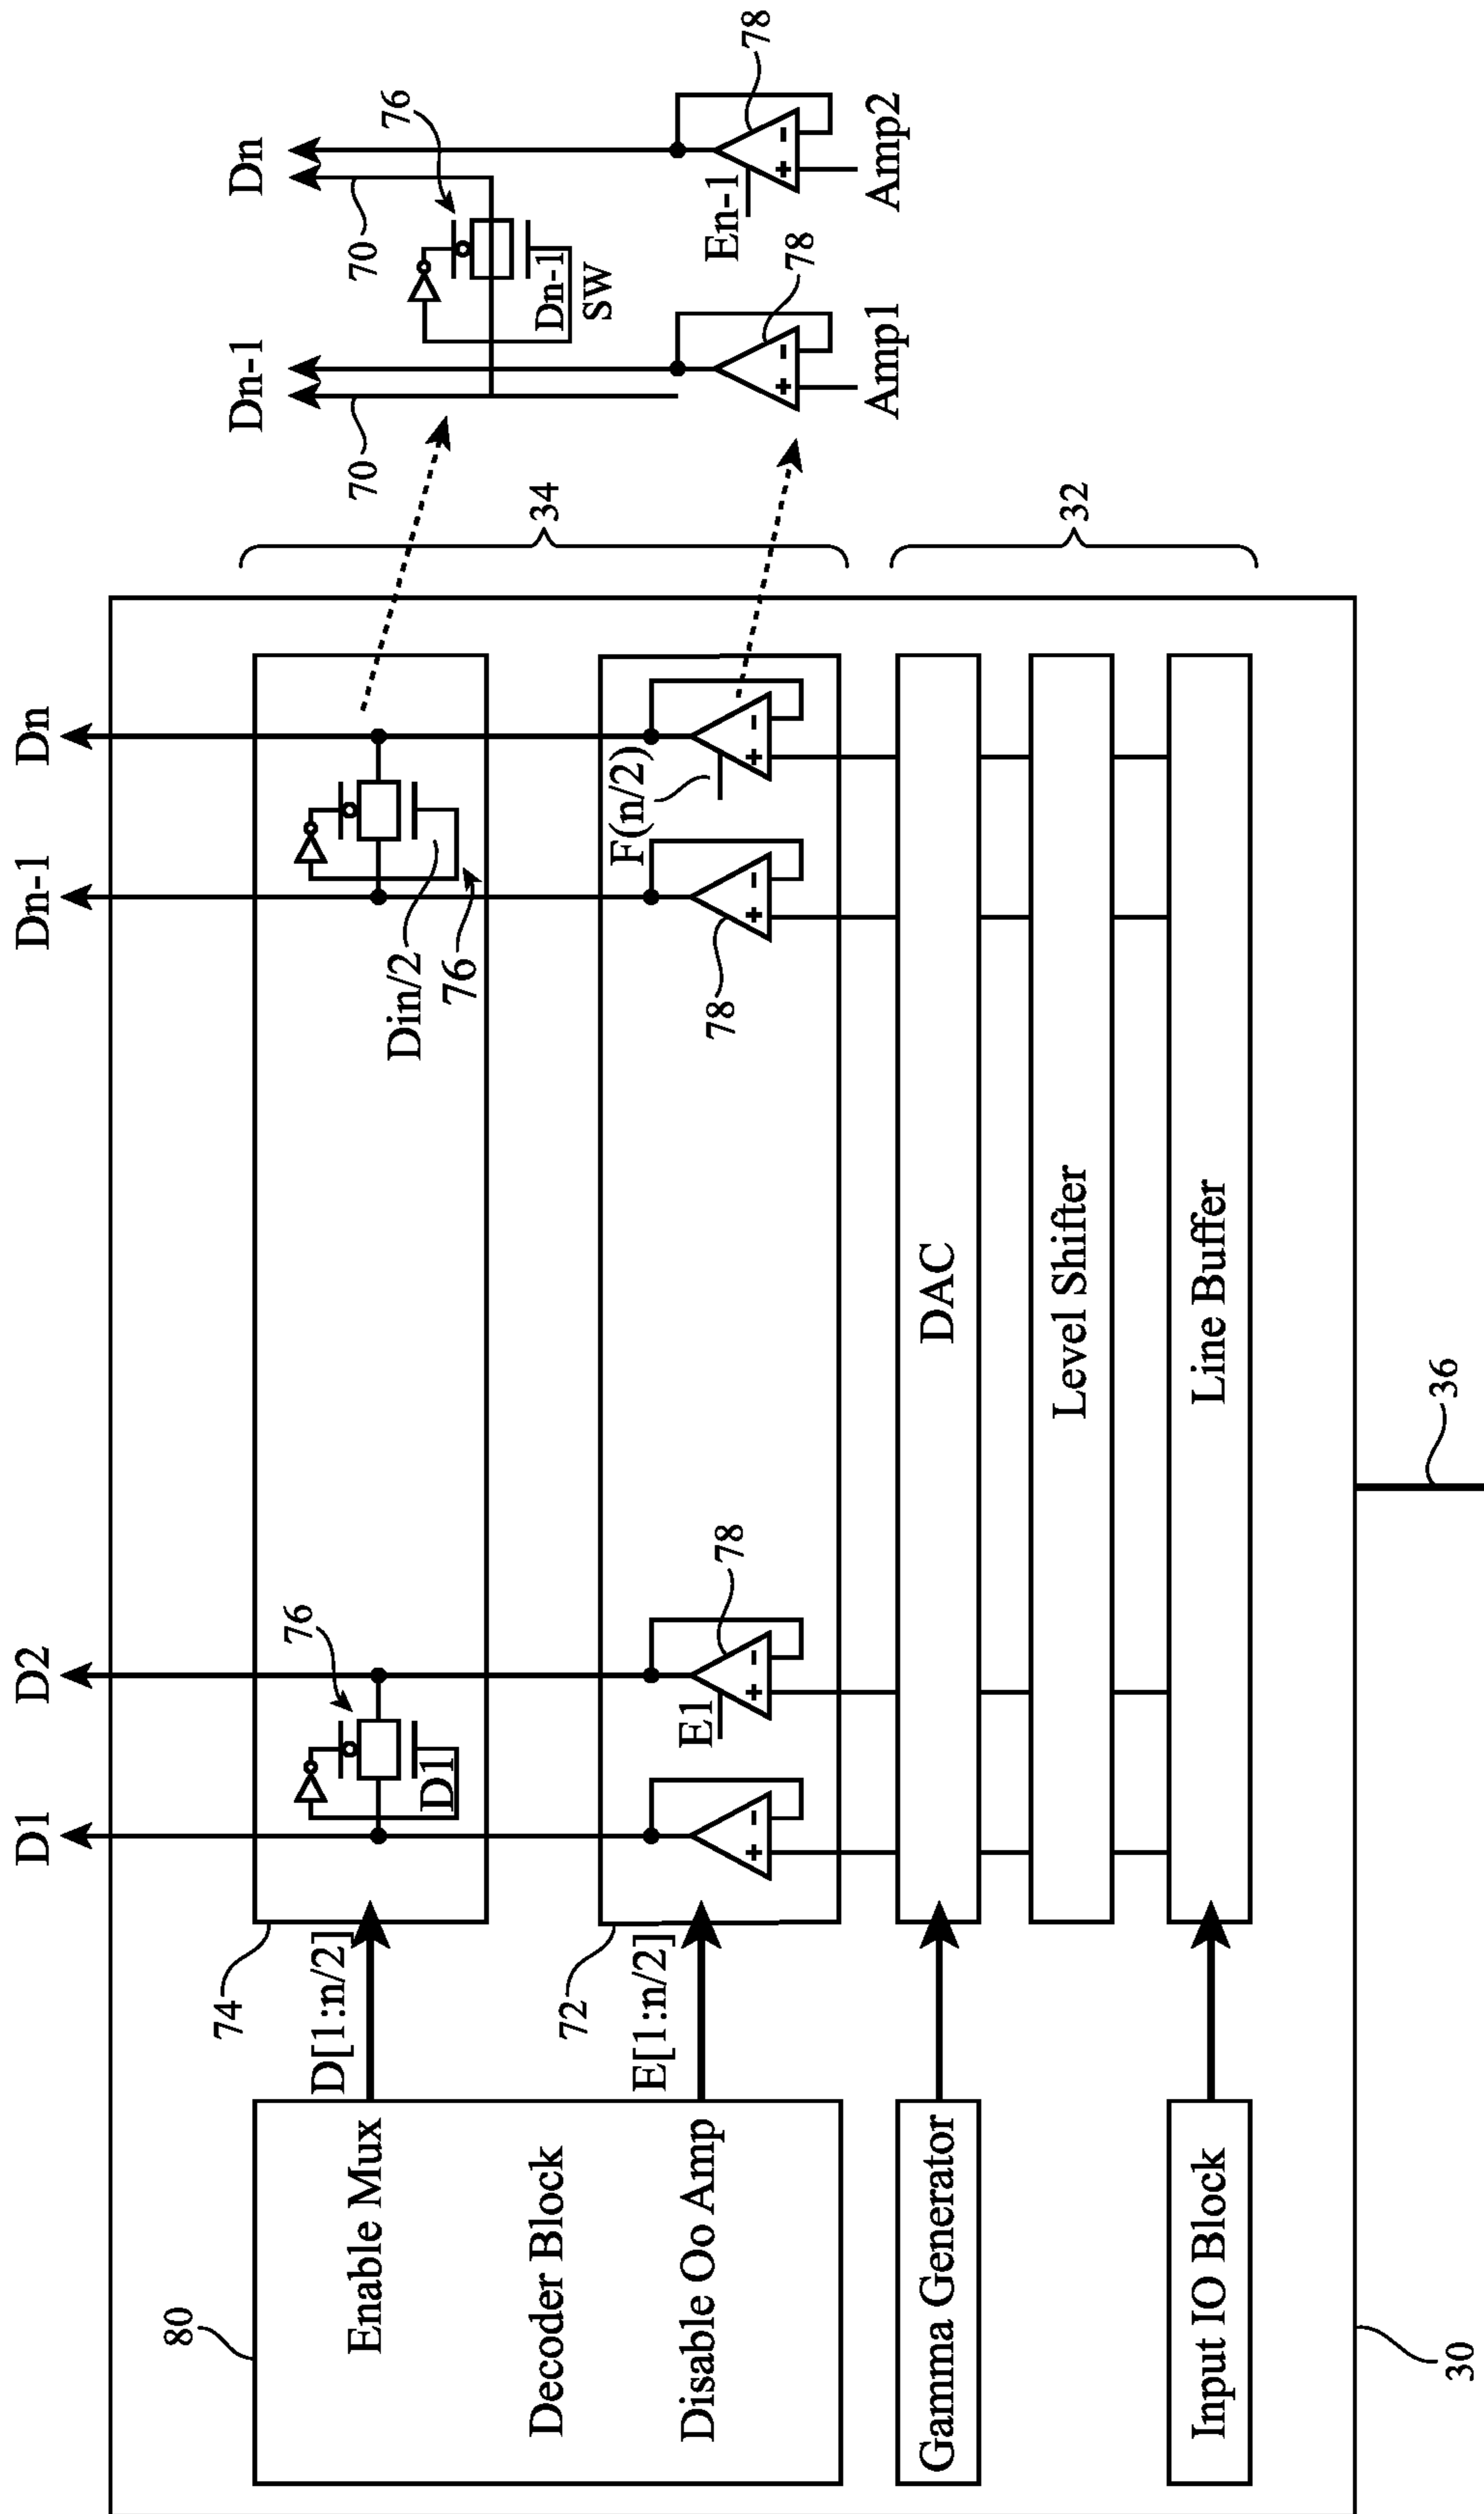 D1
D2
Dn-1
Dn
80
Enable Mux
Decoder Block
Disable Oo Amp
Gamma Generator
Input IO Block
74
D[1:n/2]
72
E[1:n/2]
76
D1
E1
78
Din/2
76
78
E(n/2)
DAC
Level Shifter
Line Buffer
34
32
30
36
Dn-1
Dn
70
70
76
Dn-1
SW
En-1
78
78
Amp1
Amp2